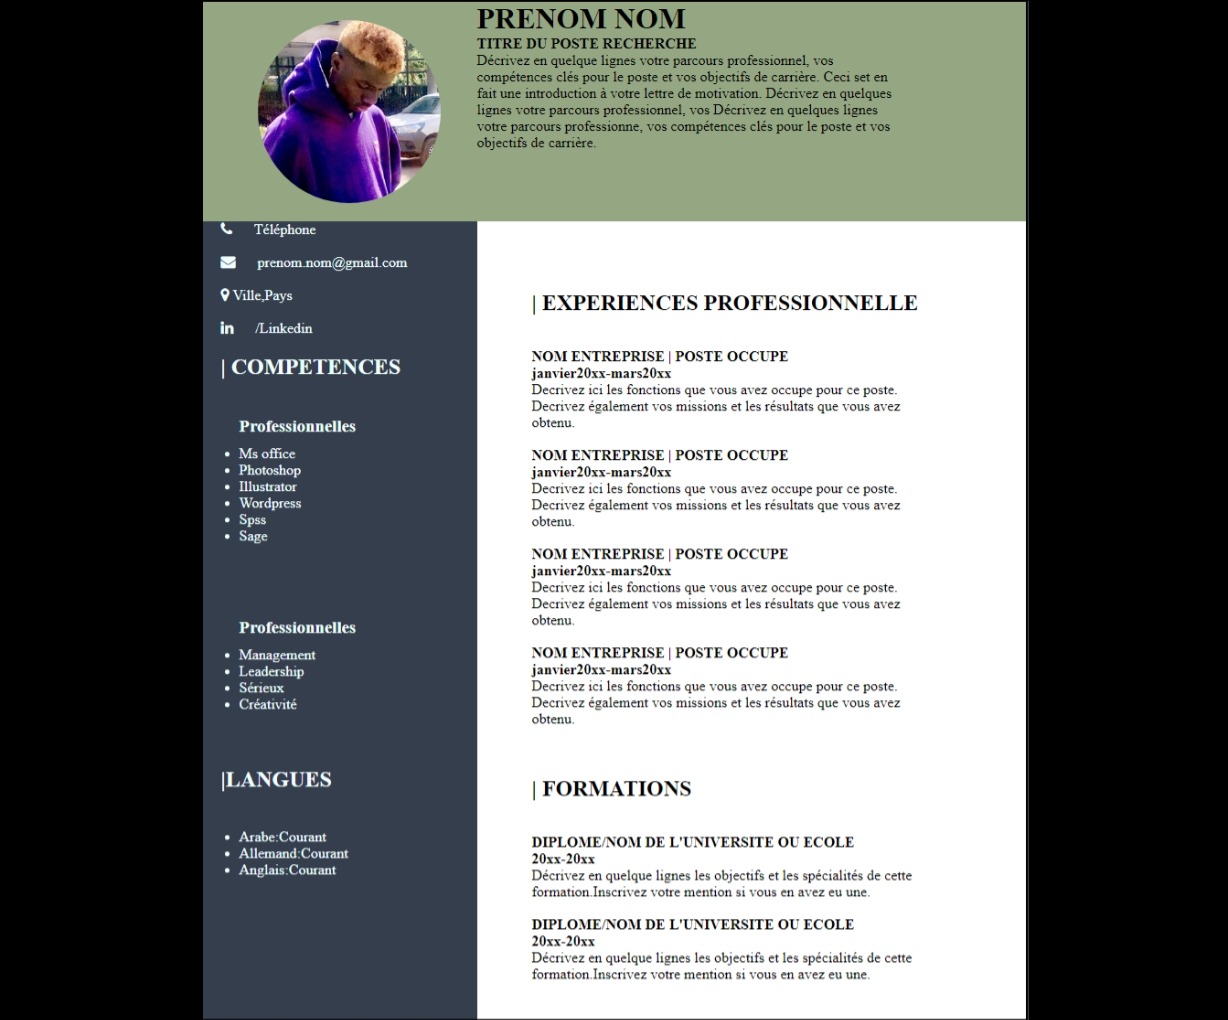 PRENOM NOM
TITRE DU POSTE RECHERCHE
Décrivez en quelque lignes votre parcours professionnel, vos
compétences clés pour le poste et vos objectifs de carrière. Ceci set en
fait une introduction à votre lettre de motivation. Décrivez en quelques
lignes votre parcours professionnel, vos Décrivez en quelques lignes
votre parcours professionne, vos compétences clés pour le poste et vos
objectifs de carrière.
Téléphone
prenom.nom@gmail.com
Ville,Pays
/Linkedin
| COMPETENCES
Professionnelles
• Ms office
• Photoshop
• Illustrator
• Wordpress
• Spss
• Sage
Professionnelles
• Management
• Leadership
• Sérieux
• Créativité
|LANGUES
• Arabe:Courant
• Allemand:Courant
• Anglais:Courant
| EXPERIENCES PROFESSIONNELLE
NOM ENTREPRISE | POSTE OCCUPE
janvier20xx-mars20xx
Decrivez ici les fonctions que vous avez occupe pour ce poste.
Decrivez également vos missions et les résultats que vous avez
obtenu.
NOM ENTREPRISE | POSTE OCCUPE
janvier20xx-mars20xx
Decrivez ici les fonctions que vous avez occupe pour ce poste.
Decrivez également vos missions et les résultats que vous avez
obtenu.
NOM ENTREPRISE | POSTE OCCUPE
janvier20xx-mars20xx
Decrivez ici les fonctions que vous avez occupe pour ce poste.
Decrivez également vos missions et les résultats que vous avez
obtenu.
NOM ENTREPRISE | POSTE OCCUPE
janvier20xx-mars20xx
Decrivez ici les fonctions que vous avez occupe pour ce poste.
Decrivez également vos missions et les résultats que vous avez
obtenu.
| FORMATIONS
DIPLOME/NOM DE L'UNIVERSITE OU ECOLE
20xx-20xx
Décrivez en quelque lignes les objectifs et les spécialités de cette
formation.Inscrivez votre mention si vous en avez eu une.
DIPLOME/NOM DE L'UNIVERSITE OU ECOLE
20xx-20xx
Décrivez en quelque lignes les objectifs et les spécialités de cette
formation.Inscrivez votre mention si vous en avez eu une.